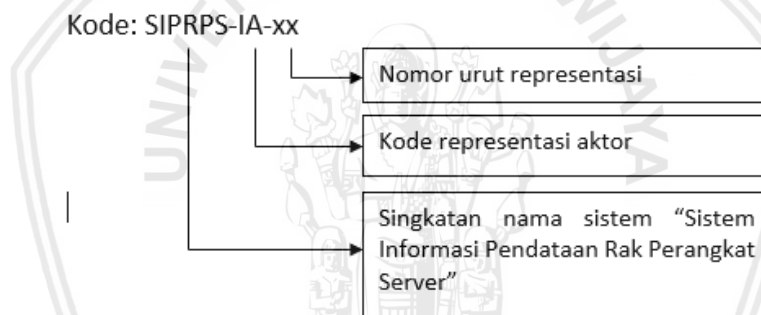 Kode: SIPRPS-IA-xx
Nomor urut representasi
Kode representasi aktor
Singkatan nama sistem “Sistem
Informasi Pendataan Rak Perangkat
Server”